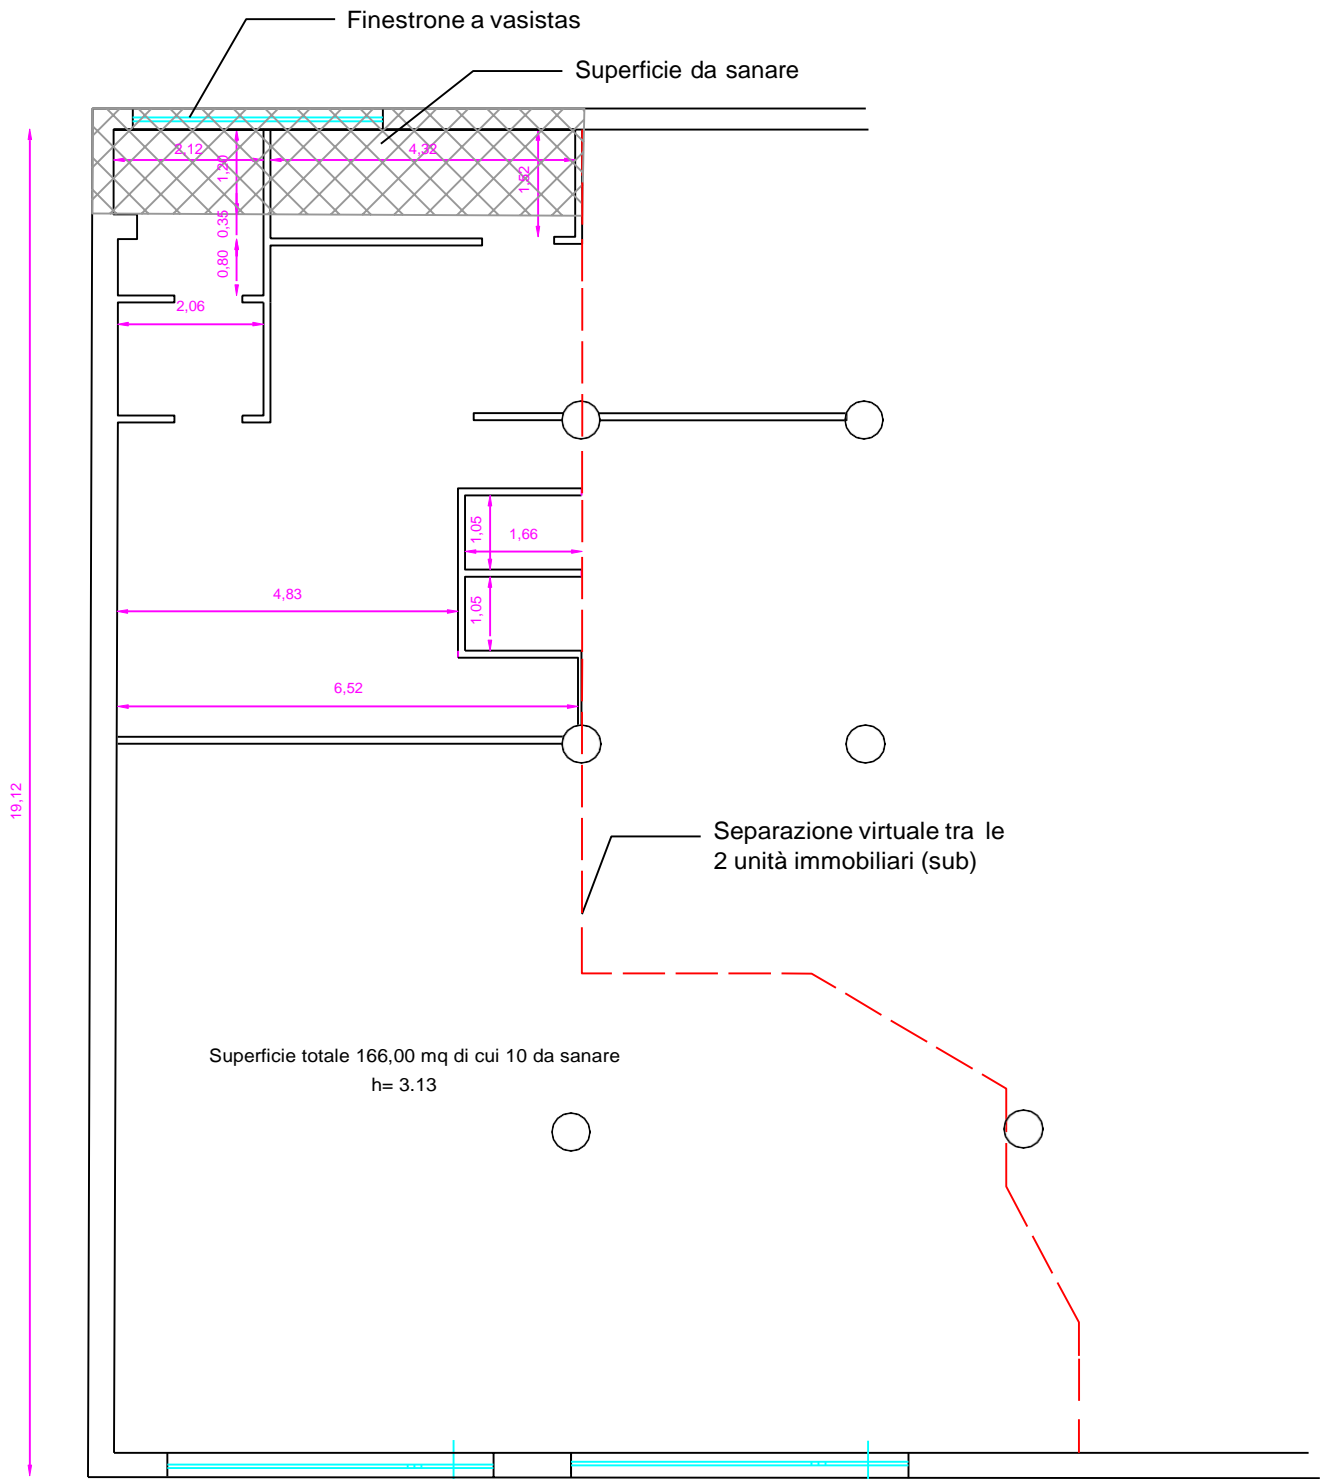 Finestrone a vasistas
Superficie da sanare
2,12
1,20
4,32
1,52
0,35
0,80
2,06
1,05
1,66
4,83
1,05
6,52
19,12
Separazione virtuale tra le
2 unità immobiliari (sub)
Superficie totale 166,00 mq di cui 10 da sanare
h= 3.13